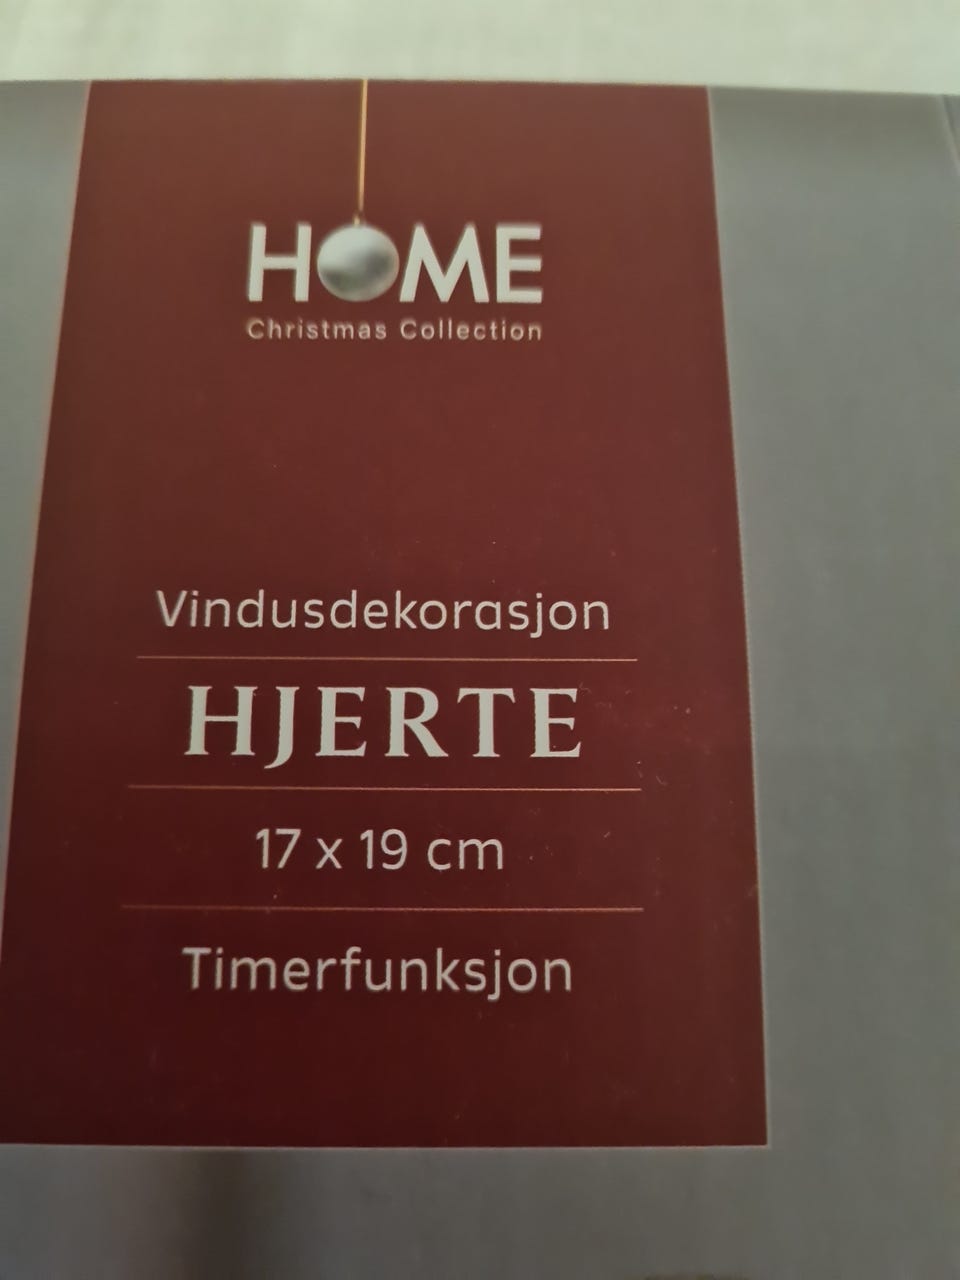 HOME
Christmas Collection
Vindusdekorasjon
HJERTE
17 x 19 cm
Timerfunksjon